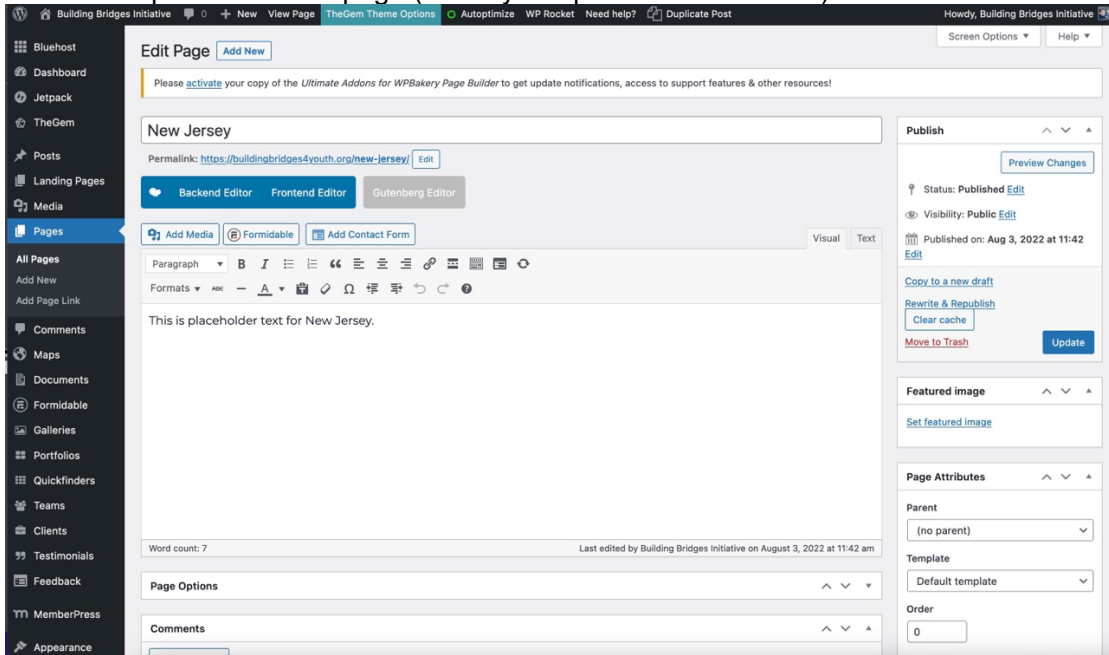 Building Bridges Initiative 0 New View Page TheGem Theme Options Autoptimize WP Rocket Need help? Duplicate Post Howdy, Building Bridges Initiative
Screen Options Help
Bluehost
Dashboard
Jetpack
TheGem
Posts
Landing Pages
Media
Pages
All Pages
Add New
Add Page Link
Comments
Maps
Documents
Formidable
Galleries
Portfolios
Quickfinders
Teams
Clients
Testimonials
Feedback
MemberPress
Appearance
Edit Page Add New
Please activate your copy of the Ultimate Addons for WPBakery Page Builder to get update notifications, access to support features & other resources!
New Jersey
Permalink: https://buildingbridges4youth.org/new-jersey/ Edit
Backend Editor Frontend Editor Gutenberg Editor
Add Media Formidable Add Contact Form Visual Text
Paragraph B I
Formats ABC A Ω
This is placeholder text for New Jersey.
Word count: 7 Last edited by Building Bridges Initiative on August 3, 2022 at 11:42 am
Page Options
Comments
Publish
Preview Changes
Status: Published Edit
Visibility: Public Edit
Published on: Aug 3, 2022 at 11:42
Edit
Copy to a new draft
Rewrite & Republish
Clear cache
Move to Trash Update
Featured image
Set featured image
Page Attributes
Parent
(no parent)
Template
Default template
Order
0